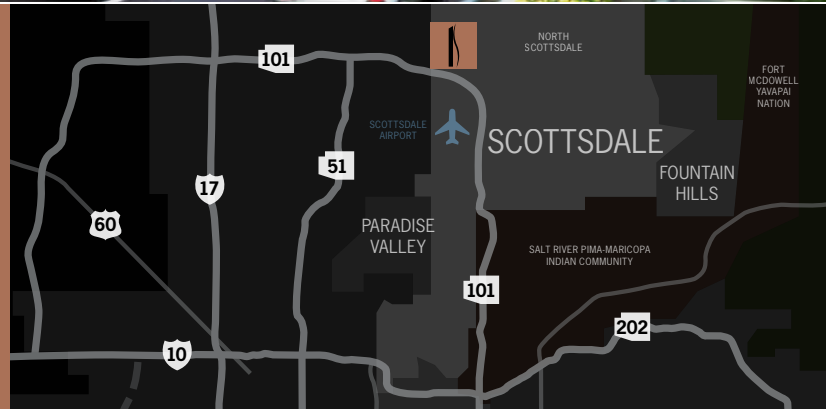 NORTH
SCOTTSDALE
101
FORT
MCDOWELL
YAVAPAI
NATION
SCOTTSDALE
AIRPORT
SCOTTSDALE
51
17
FOUNTAIN
HILLS
60
PARADISE
VALLEY
SALT RIVER PIMA-MARICOPA
INDIAN COMMUNITY
101
202
10